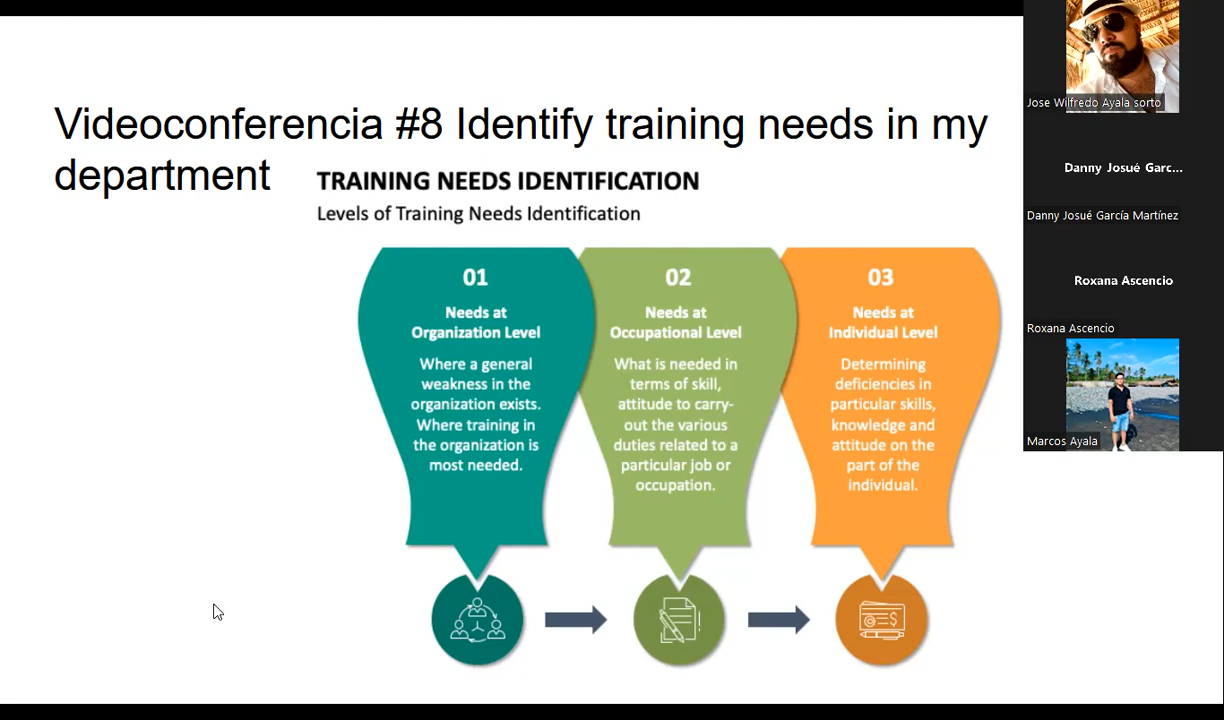 Videoconferencia #8 Identify training needs in my
department
TRAINING NEEDS IDENTIFICATION
Levels of Training Needs Identification
01
Needs at
Organization Level
Where a general
weakness in the
organization exists.
Where training in
the organization is
most needed.
02
Needs at
Occupational Level
What is needed in
terms of skill,
attitude to carry-
out the various
duties related to a
particular job or
occupation.
03
Needs at
Individual Level
Determining
deficiencies in
particular skills,
knowledge and
attitude on the
part of the
individual.
Jose Wilfredo Ayala sorto
Danny Josué Garc...
Danny Josué García Martínez
Roxana Ascencio
Roxana Ascencio
Marcos Ayala